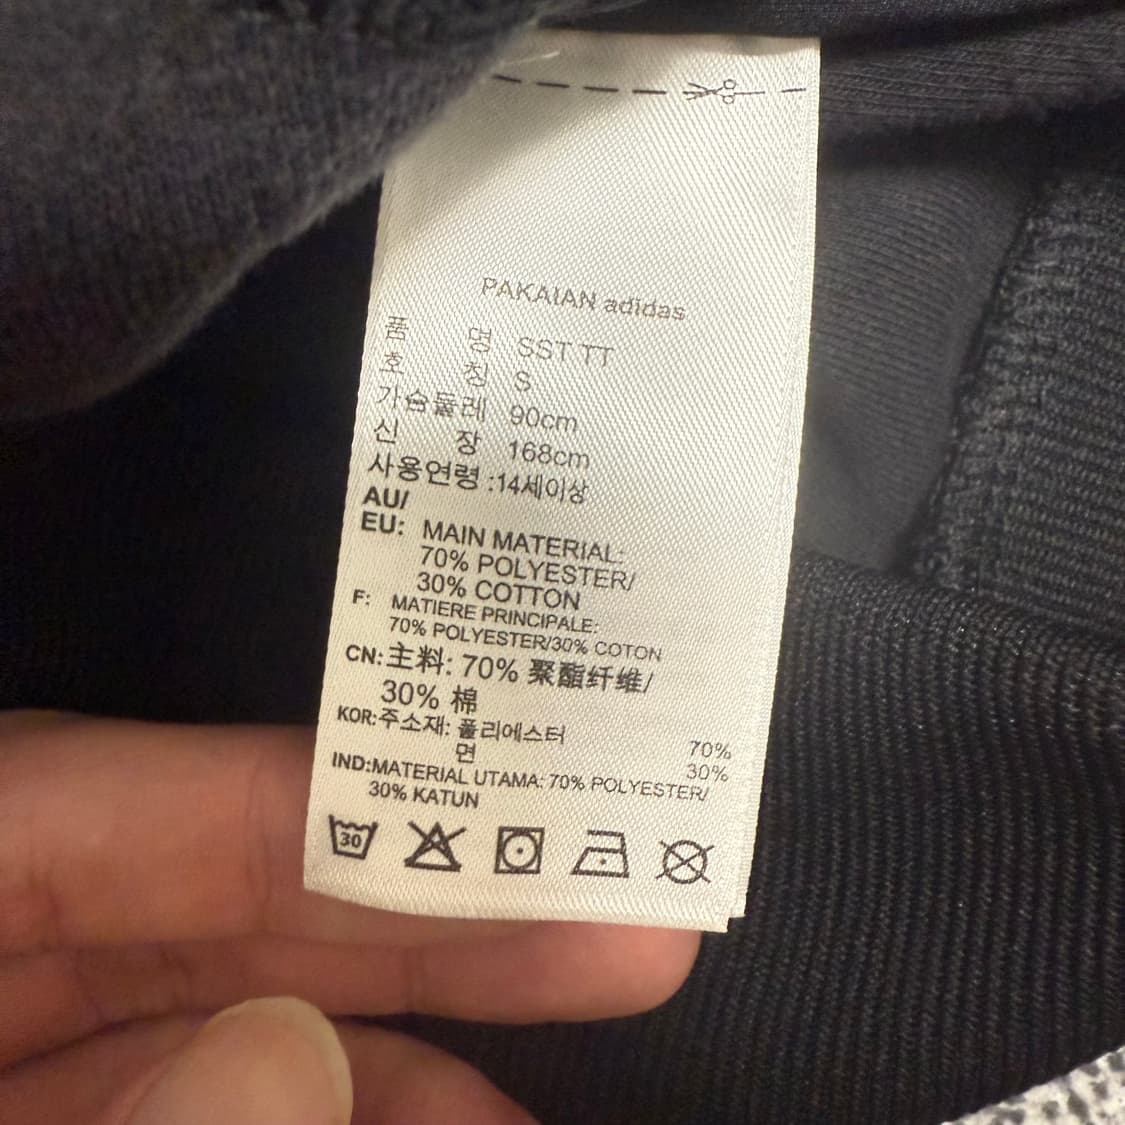 PAKAIAN adidas
품 명 SST TT
호 칭 S
가슴둘레 90cm
신 장 168cm
사용연령 :14세이상
AU/
EU: MAIN MATERIAL:
70% POLYESTER/
30% COTTON
F: MATIERE PRINCIPALE:
70% POLYESTER/30% COTON
CN:主料: 70% 聚酯纤维/
30% 棉
KOR:주소재: 폴리에스터 70%
면 30%
IND:MATERIAL UTAMA: 70% POLYESTER/
30% KATUN
30